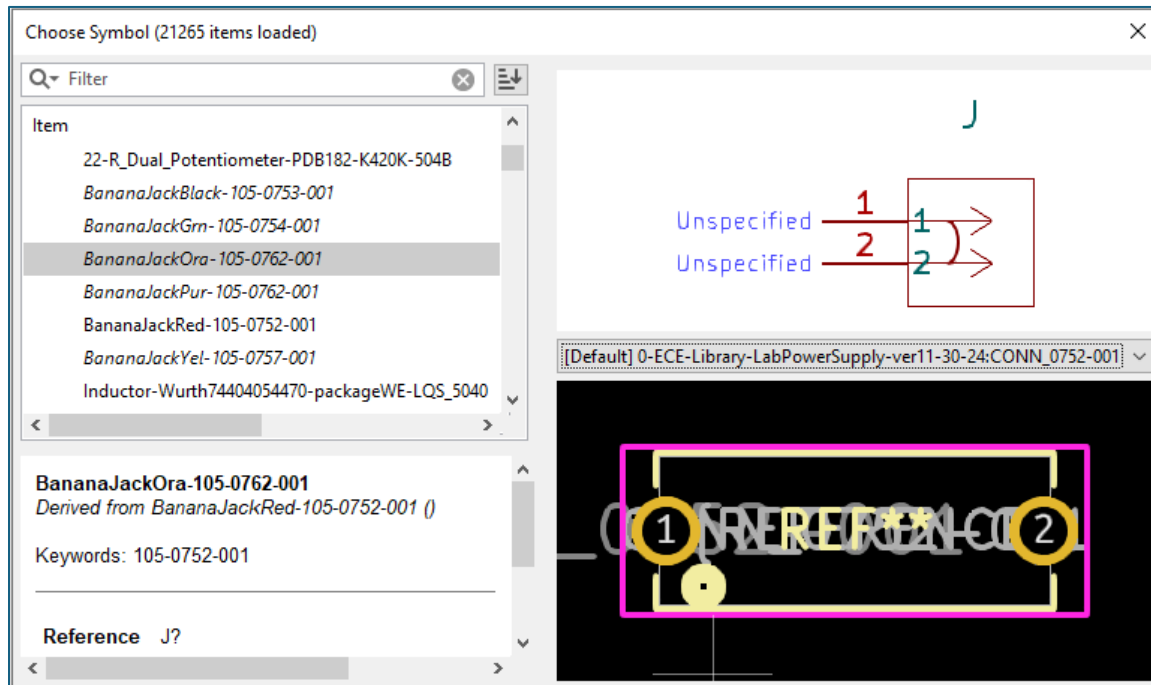 Choose Symbol (21265 items loaded)
Filter
Item
22-R_Dual_Potentiometer-PDB182-K420K-504B
BananaJackBlack-105-0753-001
BananaJackGrn-105-0754-001
BananaJackOra-105-0762-001
BananaJackPur-105-0762-001
BananaJackRed-105-0752-001
BananaJackYel-105-0757-001
Inductor-Wurth74404054470-packageWE-LQS_5040
BananaJackOra-105-0762-001
Derived from BananaJackRed-105-0752-001 ()
Keywords: 105-0752-001
Reference J?
J
Unspecified 1 1
Unspecified 2 2
[Default] 0-ECE-Library-LabPowerSupply-ver11-30-24:CONN_0752-001
1 REF** 2